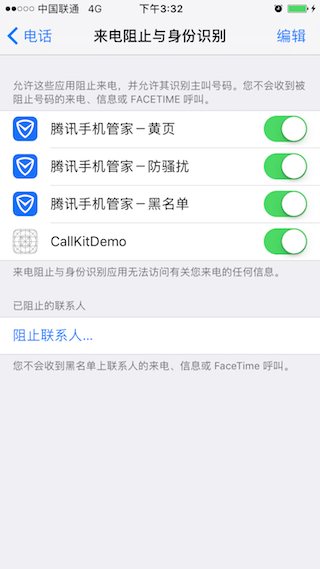 中国联通 4G 下午3:32
电话 来电阻止与身份识别 编辑
允许这些应用阻止来电，并允许其识别主叫号码。您不会收到被
阻止号码的来电、信息或 FACETIME 呼叫。
腾讯手机管家－黄页
腾讯手机管家－防骚扰
腾讯手机管家－黑名单
CallKitDemo
来电阻止与身份识别应用无法访问有关您来电的任何信息。
已阻止的联系人
阻止联系人...
您不会收到黑名单上联系人的来电、信息或 FaceTime 呼叫。